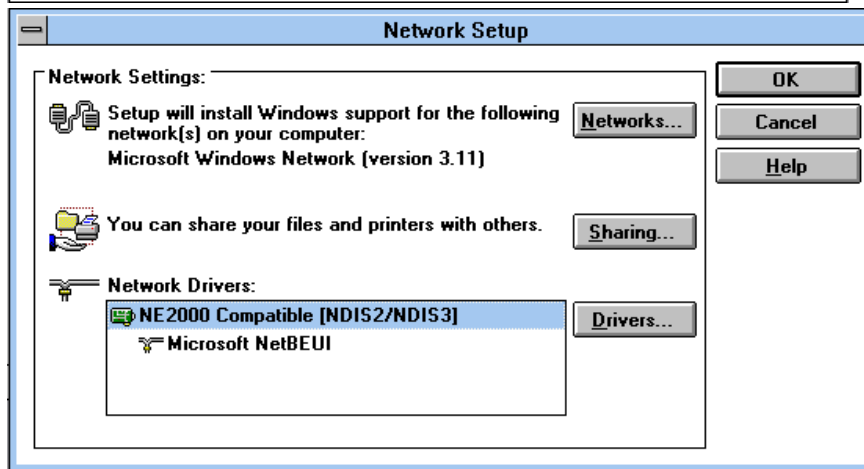 Network Setup
Network Settings:
OK
Setup will install Windows support for the following
network(s) on your computer:
Networks...
Cancel
Microsoft Windows Network (version 3.11)
Help
You can share your files and printers with others.
Sharing...
Network Drivers:
NE2000 Compatible [NDIS2/NDIS3]
Drivers...
Microsoft NetBEUI